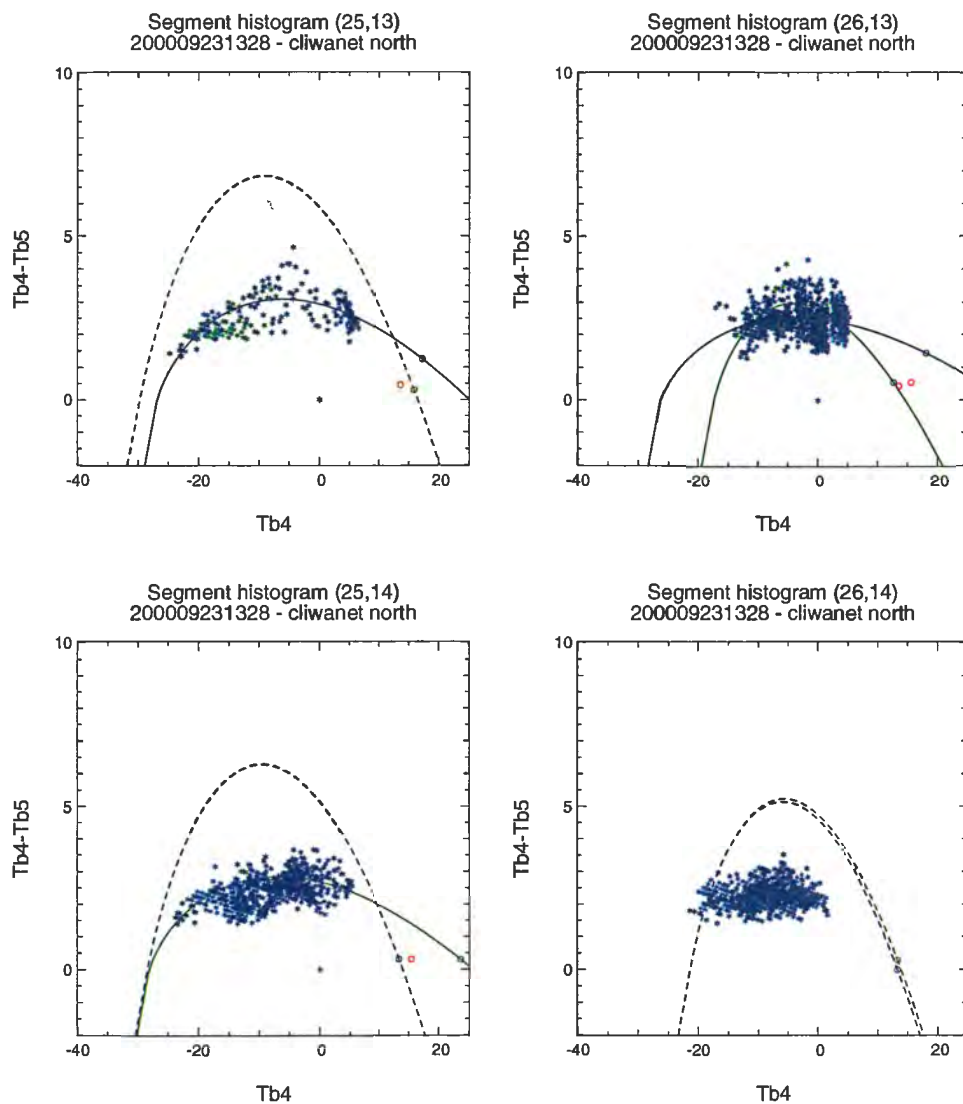 Segment histogram (25,13)
200009231328 - cliwanet north
10
5
0
-40
-20
0
20
Tb4-Tb5
Tb4
Segment histogram (26,13)
200009231328 - cliwanet north
10
5
0
-40
-20
0
20
Tb4-Tb5
Tb4
Segment histogram (25,14)
200009231328 - cliwanet north
10
5
0
-40
-20
0
20
Tb4-Tb5
Tb4
Segment histogram (26,14)
200009231328 - cliwanet north
10
5
0
-40
-20
0
20
Tb4-Tb5
Tb4